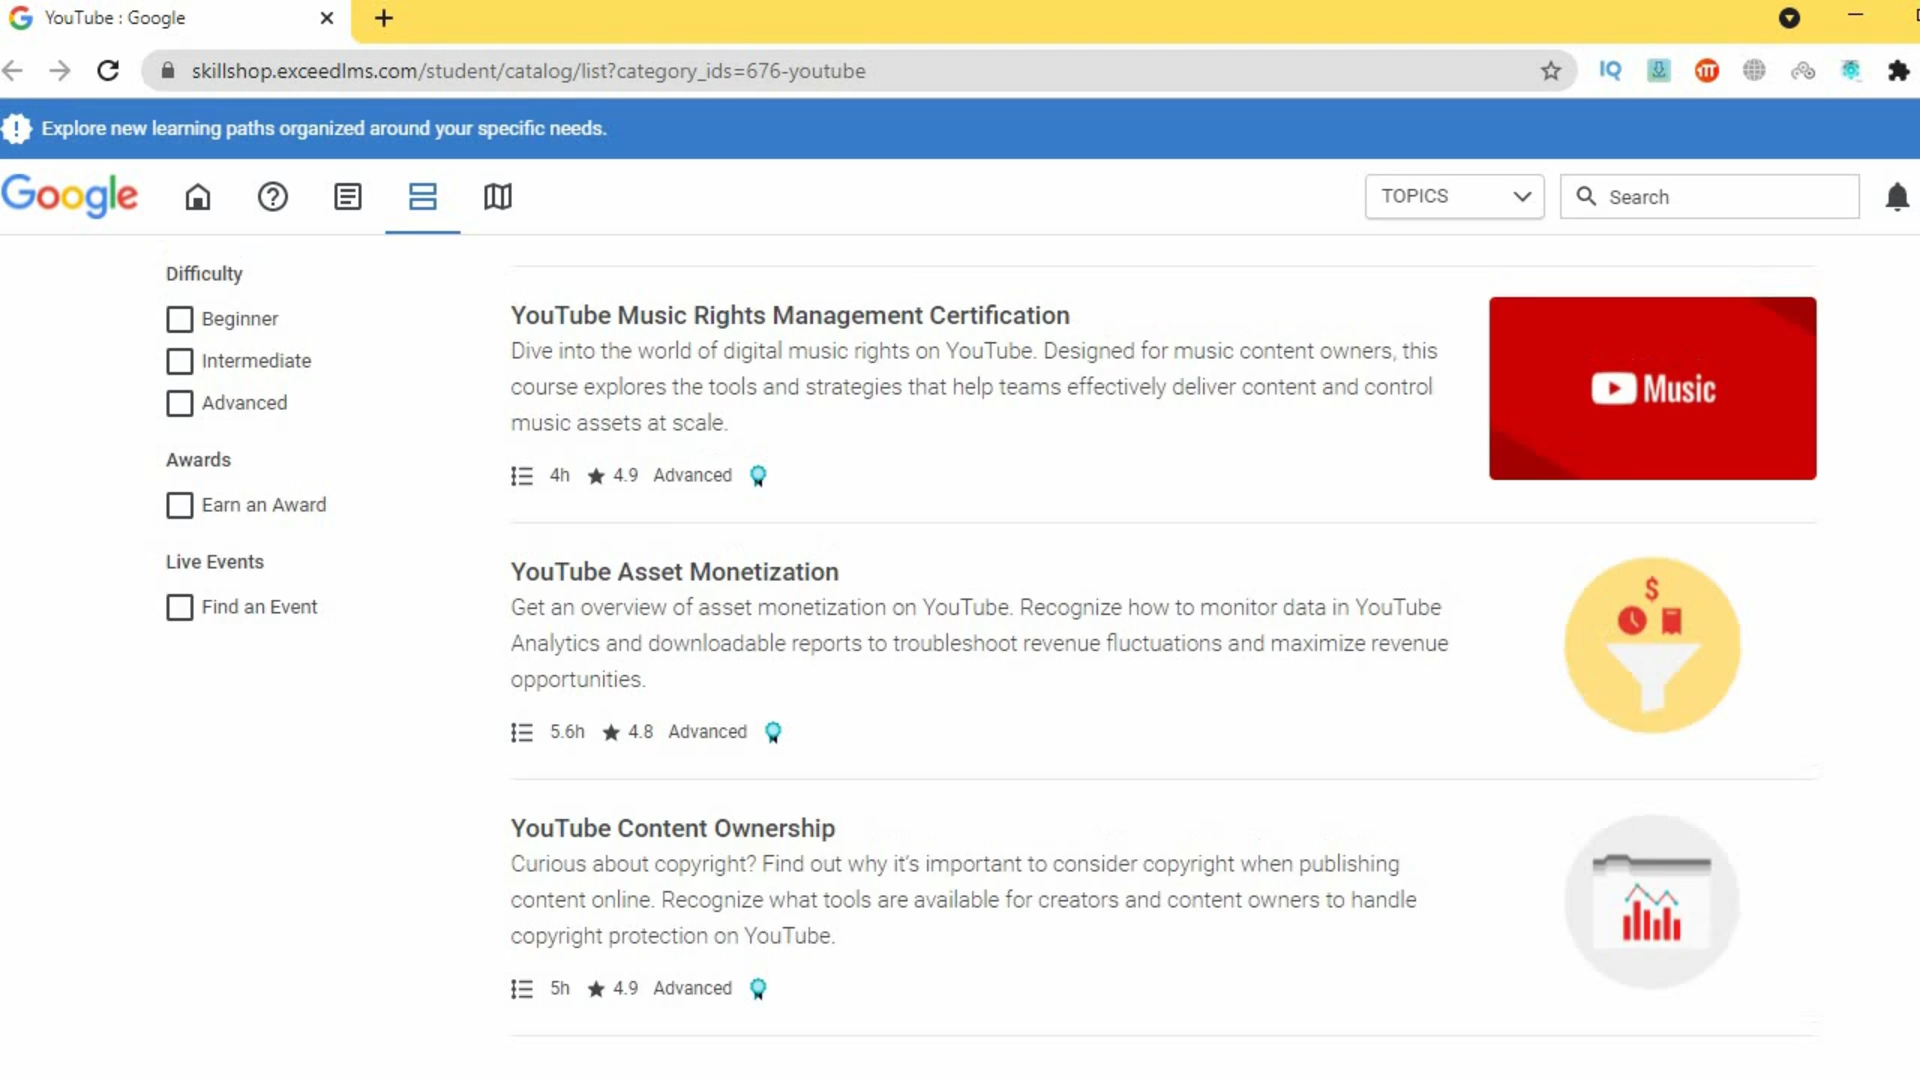 YouTube : Google
skillshop.exceedlms.com/student/catalog/list?category_ids=676-youtube
IQ
Explore new learning paths organized around your specific needs.
Google
TOPICS
Search
Difficulty
Beginner
Intermediate
Advanced
Awards
Earn an Award
Live Events
Find an Event
YouTube Music Rights Management Certification
Dive into the world of digital music rights on YouTube. Designed for music content owners, this
course explores the tools and strategies that help teams effectively deliver content and control
music assets at scale.
4h ★ 4.9 Advanced
Music
YouTube Asset Monetization
Get an overview of asset monetization on YouTube. Recognize how to monitor data in YouTube
Analytics and downloadable reports to troubleshoot revenue fluctuations and maximize revenue
opportunities.
5.6h ★ 4.8 Advanced
$
YouTube Content Ownership
Curious about copyright? Find out why it's important to consider copyright when publishing
content online. Recognize what tools are available for creators and content owners to handle
copyright protection on YouTube.
5h ★ 4.9 Advanced